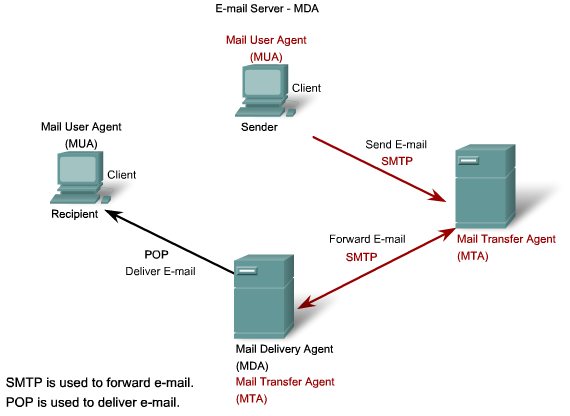 E-mail Server - MDA
Mail User Agent
(MUA)
Client
Sender
Mail User Agent
(MUA)
Client
Recipient
Send E-mail
SMTP
Mail Transfer Agent
(MTA)
Forward E-mail
SMTP
POP
Deliver E-mail
Mail Delivery Agent
(MDA)
Mail Transfer Agent
(MTA)
SMTP is used to forward e-mail.
POP is used to deliver e-mail.